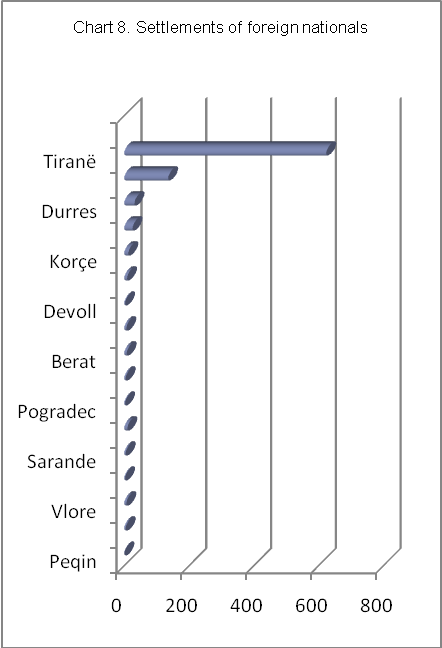 Chart 8. Settlements of foreign nationals
Tiranë
Durres
Korçe
Devoll
Berat
Pogradec
Sarande
Vlore
Peqin
0 200 400 600 800